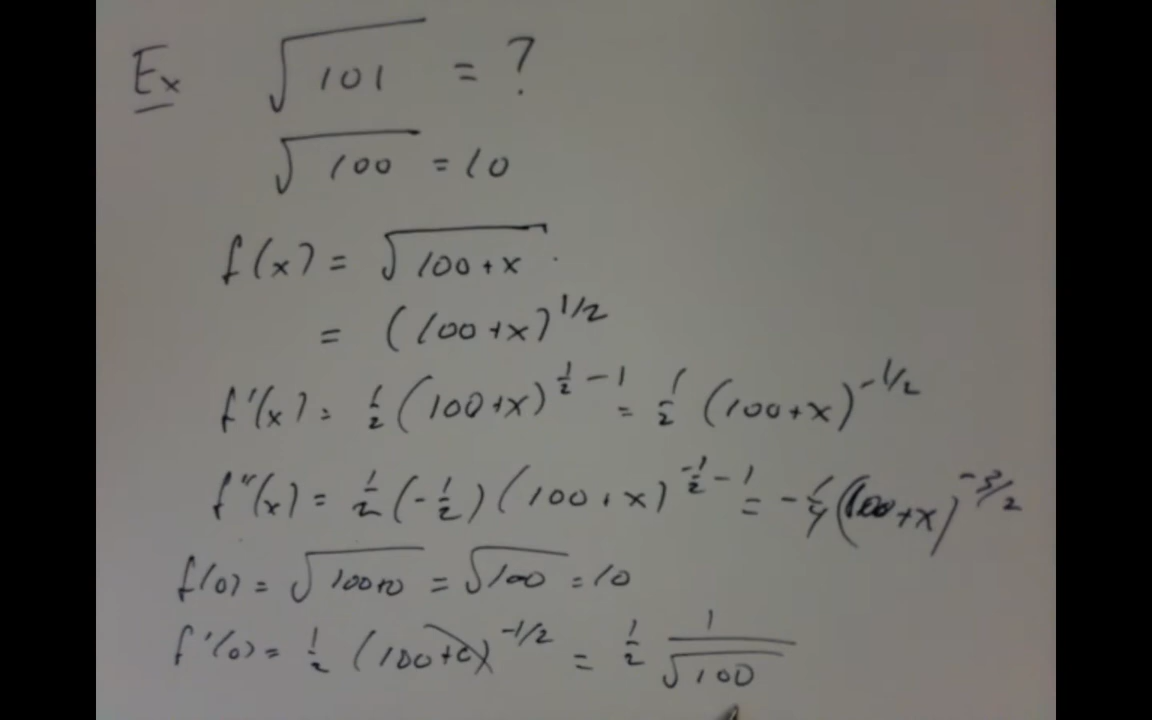 Ex √101 = ?
√100 = 10
f(x) = √100+x
= (100+x)^1/2
f'(x) = 1/2 (100+x)^1/2-1 = 1/2 (100+x)^-1/2
f"(x) = 1/2 (-1/2) (100+x)^-1/2-1 = -1/4 (100+x)^-3/2
f(0) = √100+0 = √100 = 10
f'(0) = 1/2 (100+0)^-1/2 = 1/2 1/√100